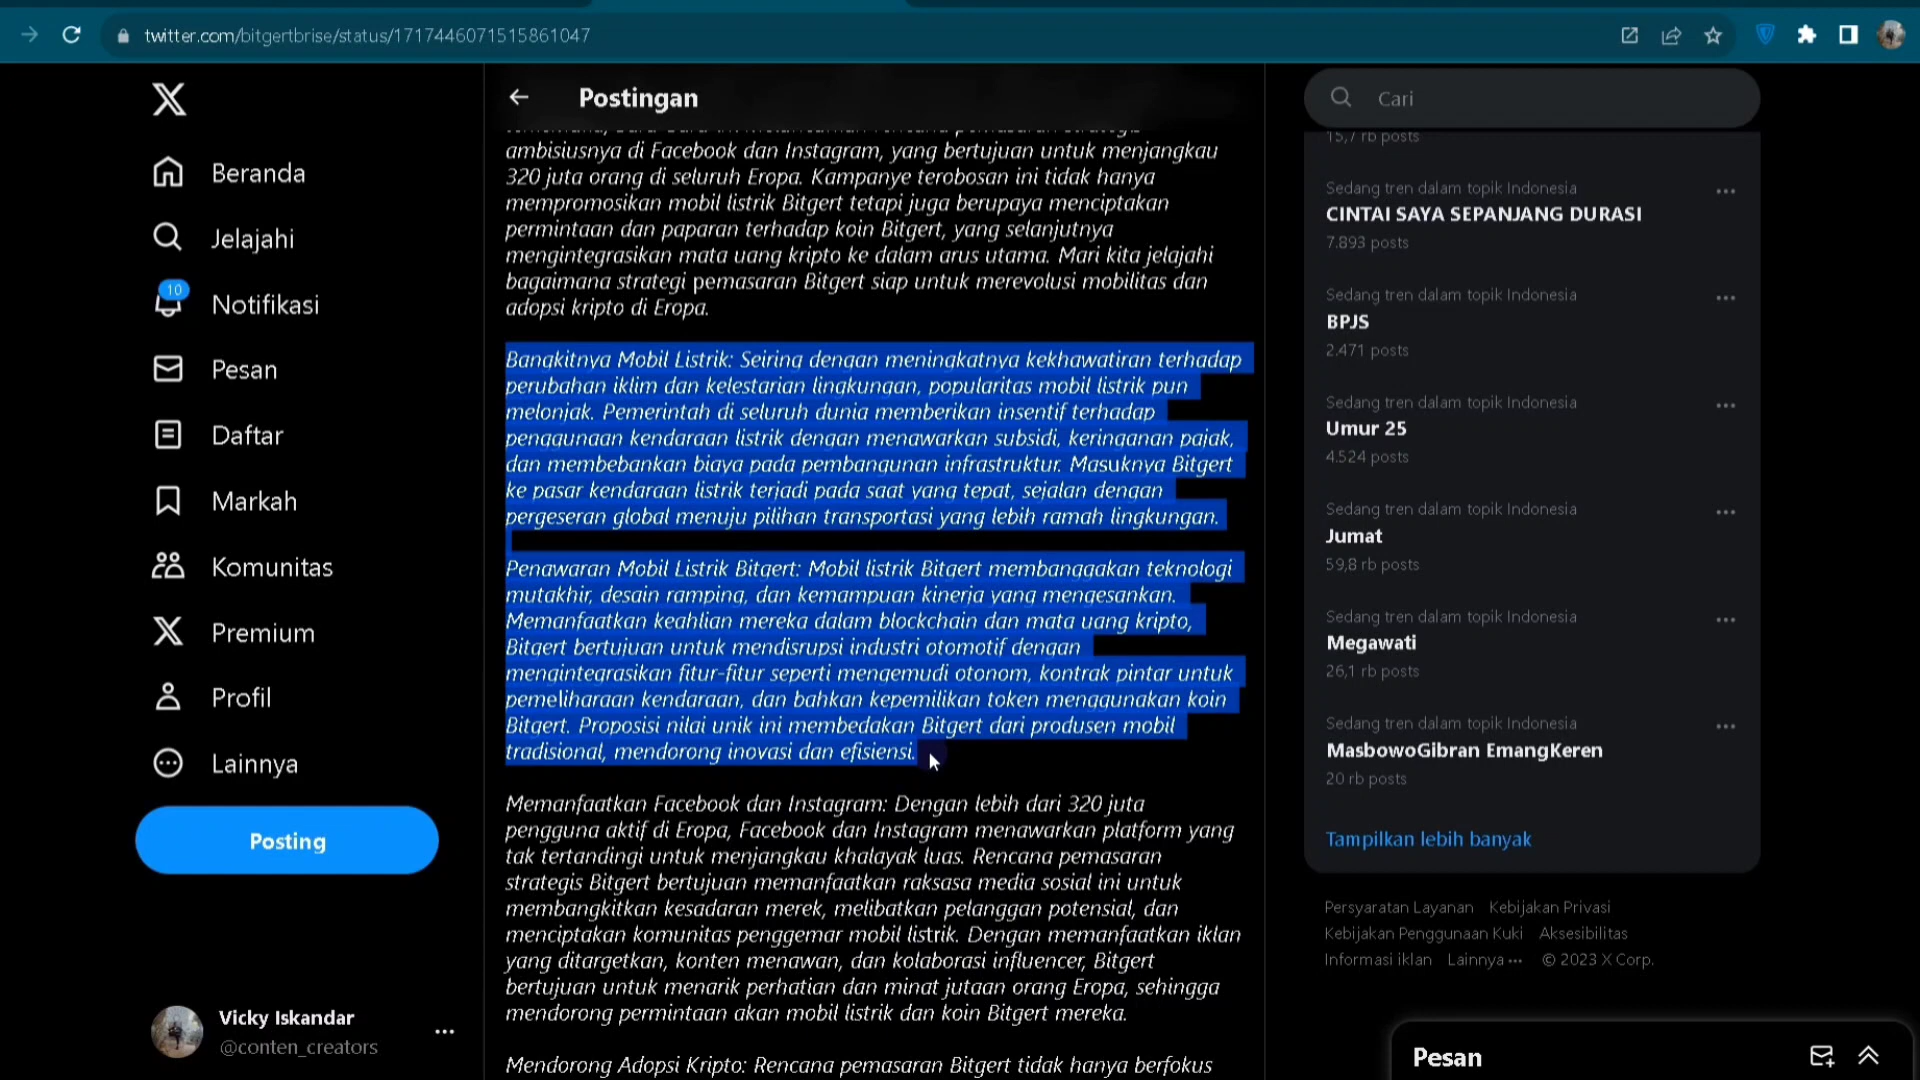 twitter.com/bitgertbrise/status/1717446071515861047
Beranda
Jelajahi
10
Notifikasi
Pesan
Daftar
Markah
Komunitas
Premium
Profil
Lainnya
Posting
Vicky Iskandar
@conten_creators
Postingan
ambisiusnya di Facebook dan Instagram, yang bertujuan untuk menjangkau
320 juta orang di seluruh Eropa. Kampanye terobosan ini tidak hanya
mempromosikan mobil listrik Bitgert tetapi juga berupaya menciptakan
permintaan dan paparan terhadap koin Bitgert, yang selanjutnya
mengintegrasikan mata uang kripto ke dalam arus utama. Mari kita jelajahi
bagaimana strategi pemasaran Bitgert siap untuk merevolusi mobilitas dan
adopsi kripto di Eropa.
Bangkitnya Mobil Listrik: Seiring dengan meningkatnya kekhawatiran terhadap
perubahan iklim dan kelestarian lingkungan, popularitas mobil listrik pun
melonjak. Pemerintah di seluruh dunia memberikan insentif terhadap
penggunaan kendaraan listrik dengan menawarkan subsidi, keringanan pajak,
dan membebankan biaya pada pembangunan infrastruktur. Masuknya Bitgert
ke pasar kendaraan listrik terjadi pada saat yang tepat, sejalan dengan
pergeseran global menuju pilihan transportasi yang lebih ramah lingkungan.
Penawaran Mobil Listrik Bitgert: Mobil listrik Bitgert membanggakan teknologi
mutakhir, desain ramping, dan kemampuan kinerja yang mengesankan.
Memanfaatkan keahlian mereka dalam blockchain dan mata uang kripto,
Bitgert bertujuan untuk mendisrupsi industri otomotif dengan
mengintegrasikan fitur-fitur seperti mengemudi otonom, kontrak pintar untuk
pemeliharaan kendaraan, dan bahkan kepemilikan token menggunakan koin
Bitgert. Proposisi nilai unik ini membedakan Bitgert dari produsen mobil
tradisional, mendorong inovasi dan efisiensi.
Memanfaatkan Facebook dan Instagram: Dengan lebih dari 320 juta
pengguna aktif di Eropa, Facebook dan Instagram menawarkan platform yang
tak tertandingi untuk menjangkau khalayak luas. Rencana pemasaran
strategis Bitgert bertujuan memanfaatkan raksasa media sosial ini untuk
membangkitkan kesadaran merek, melibatkan pelanggan potensial, dan
menciptakan komunitas penggemar mobil listrik. Dengan memanfaatkan iklan
yang ditargetkan, konten menawan, dan kolaborasi influencer, Bitgert
bertujuan untuk menarik perhatian dan minat jutaan orang Eropa, sehingga
mendorong permintaan akan mobil listrik dan koin Bitgert mereka.
Mendorong Adopsi Kripto: Rencana pemasaran Bitgert tidak hanya berfokus
Cari
15,7 rb posts
Sedang tren dalam topik Indonesia
CINTAI SAYA SEPANJANG DURASI
7.893 posts
Sedang tren dalam topik Indonesia
BPJS
2.471 posts
Sedang tren dalam topik Indonesia
Umur 25
4.524 posts
Sedang tren dalam topik Indonesia
Jumat
59,8 rb posts
Sedang tren dalam topik Indonesia
Megawati
26,1 rb posts
Sedang tren dalam topik Indonesia
MasbowoGibran EmangKeren
20 rb posts
Tampilkan lebih banyak
Persyaratan Layanan Kebijakan Privasi
Kebijakan Penggunaan Kuki Aksesibilitas
Informasi iklan Lainnya ··· © 2023 X Corp.
Pesan